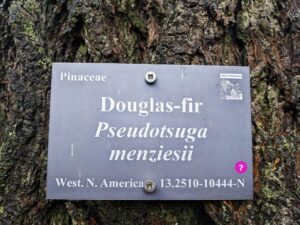 Pinaceae
Douglas-fir
Pseudotsuga
menziesii
?
West. N. America
13.2510-10444-N